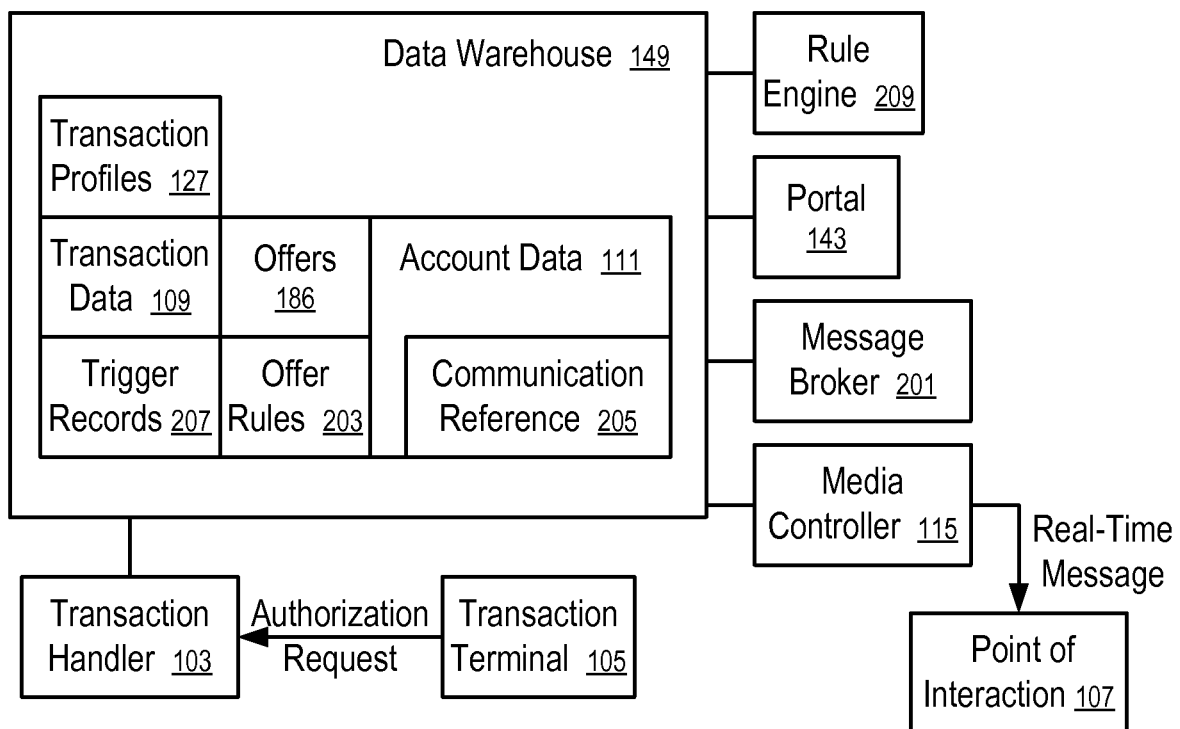 Data Warehouse 149
Transaction
Profiles 127
Transaction
Data 109
Offers
186
Account Data 111
Trigger
Records 207
Offer
Rules 203
Communication
Reference 205
Rule
Engine 209
Portal
143
Message
Broker 201
Media
Controller 115
Real-Time
Message
Transaction
Handler 103
Authorization
Request
Transaction
Terminal 105
Point of
Interaction 107